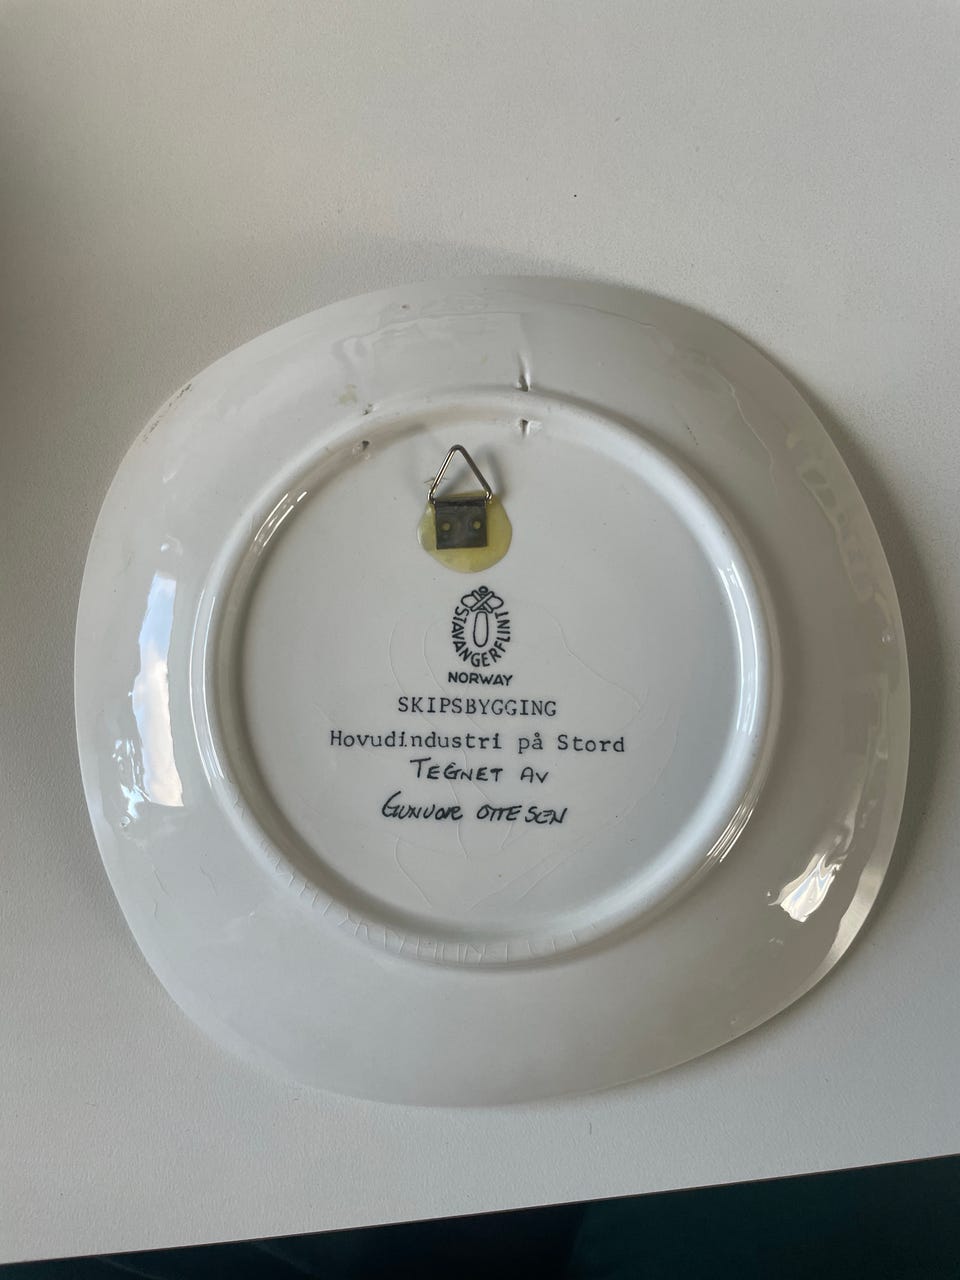 STAVANGERFLINT
NORWAY
SKIPSBYGGING
Hovudindustri på Stord
TEGNET AV
GUNVOR OTTESEN